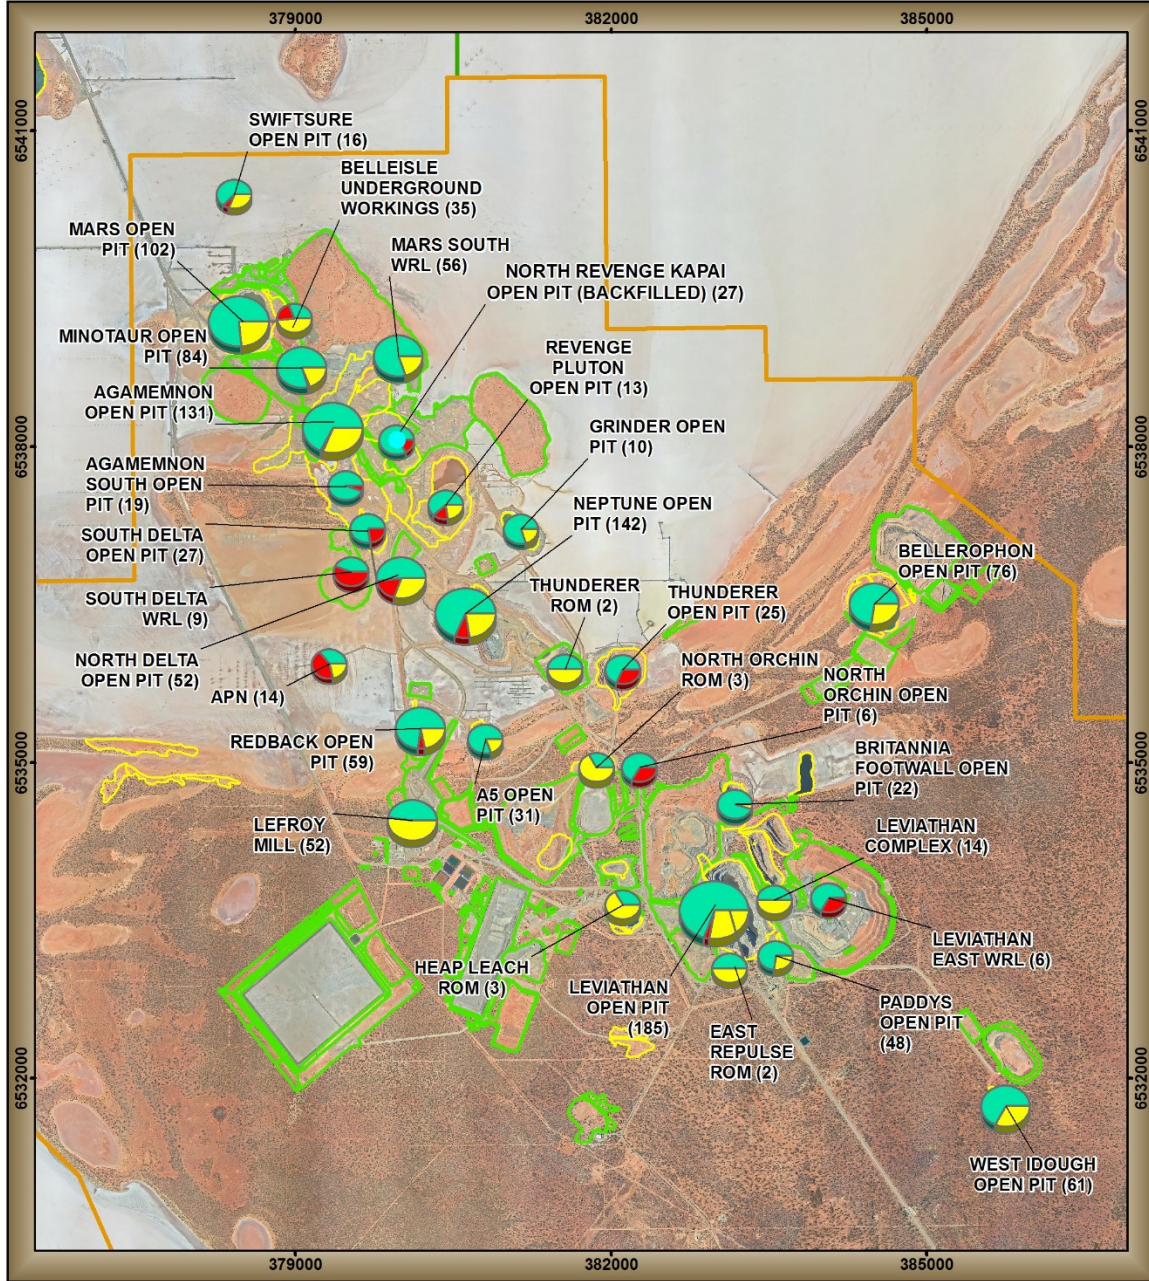 379000
382000
385000
6541000
6541000
SWIFTSURE
OPEN PIT (16)
BELLEISLE
UNDERGROUND
WORKINGS (35)
MARS OPEN
PIT (102)
MARS SOUTH
WRL (56)
NORTH REVENGE KAPAI
OPEN PIT (BACKFILLED) (27)
MINOTAUR OPEN
PIT (84)
REVENGE
PLUTON
OPEN PIT (13)
AGAMEMNON
OPEN PIT (131)
GRINDER OPEN
PIT (10)
6538000
6538000
AGAMEMNON
SOUTH OPEN
PIT (19)
NEPTUNE OPEN
PIT (142)
SOUTH DELTA
OPEN PIT (27)
BELLEROPHON
OPEN PIT (76)
THUNDERER
ROM (2)
THUNDERER
OPEN PIT (25)
SOUTH DELTA
WRL (9)
NORTH DELTA
OPEN PIT (52)
NORTH ORCHIN
ROM (3)
NORTH
ORCHIN OPEN
PIT (6)
APN (14)
REDBACK OPEN
PIT (59)
6535000
6535000
BRITANNIA
FOOTWALL OPEN
PIT (22)
A5 OPEN
PIT (31)
LEFROY
MILL (52)
LEVIATHAN
COMPLEX (14)
LEVIATHAN
EAST WRL (6)
HEAP LEACH
ROM (3)
LEVIATHAN
OPEN PIT
(185)
PADDYS
OPEN PIT
(48)
EAST
REPULSE
ROM (2)
6532000
6532000
WEST IDOUGH
OPEN PIT (61)
379000
382000
385000